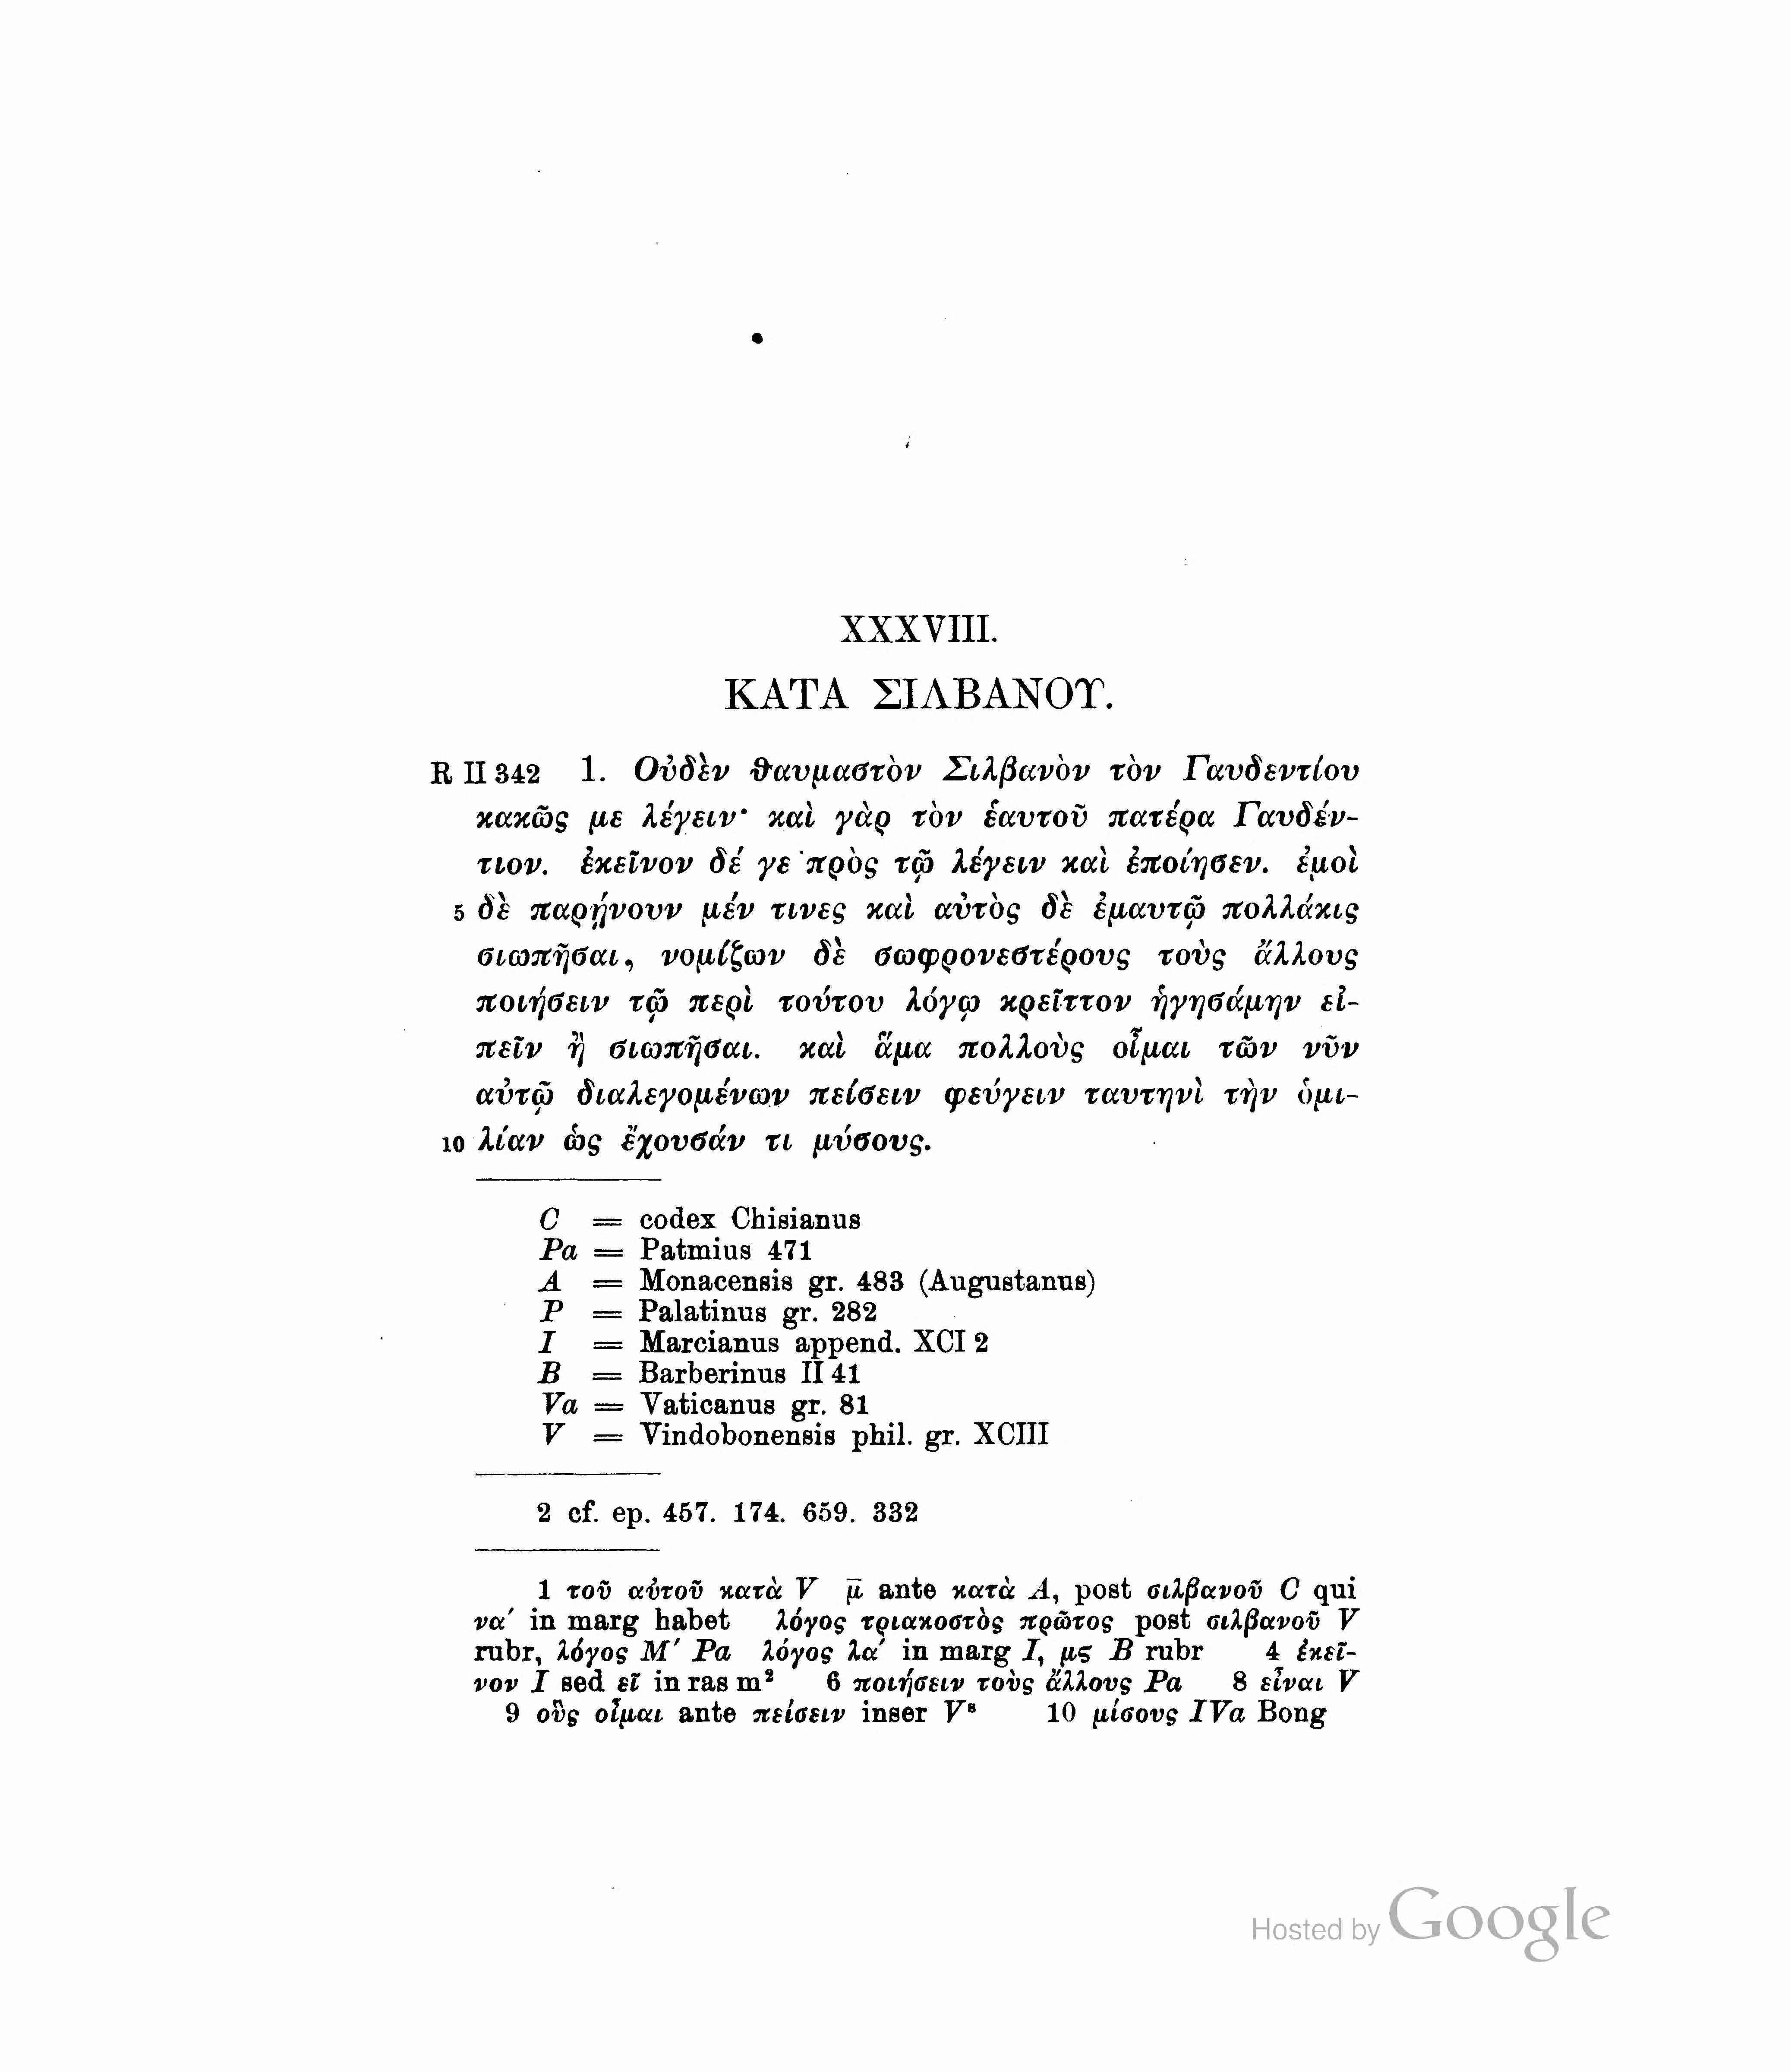 XXXVIII.
ΚΑΤΑ ΣΙΛΒΑΝΟΥ.
R II 342 1. Οὐδὲν θαυμαστὸν Σιλβανὸν τὸν Γαυδεντίου
κακῶς με λέγειν· καὶ γὰρ τὸν ἑαυτοῦ πατέρα Γαυδέν-
τιον. ἐκεῖνον δέ γε πρὸς τῷ λέγειν καὶ ἐποίησεν. ἐμοὶ
5 δὲ παρῄνουν μέν τινες καὶ αὐτὸς δὲ ἐμαυτῷ πολλάκις
σιωπῆσαι, νομίζων δὲ σωφρονεστέρους τοὺς ἄλλους
ποιήσειν τῷ περὶ τούτου λόγῳ κρεῖττον ἡγησάμην εἰ-
πεῖν ἢ σιωπῆσαι. καὶ ἅμα πολλοὺς οἶμαι τῶν νῦν
αὐτῷ διαλεγομένων πείσειν φεύγειν ταυτηνὶ τὴν ὁμι-
10 λίαν ὡς ἔχουσάν τι μύσους.
C = codex Chisianus
Pa = Patmius 471
A = Monacensis gr. 483 (Augustanus)
P = Palatinus gr. 282
I = Marcianus append. XCI 2
B = Barberinus II 41
Va = Vaticanus gr. 81
V = Vindobonensis phil. gr. XCIII
2 cf. ep. 457. 174. 659. 332
1 τοῦ αὐτοῦ κατὰ V μ̄ ante κατὰ A, post σιλβανοῦ C qui
να′ in marg habet λόγος τριακοστὸς πρῶτος post σιλβανοῦ V
rubr, λόγος Μ′ Pa λόγος λα′ in marg I, μς B rubr 4 ἐκεῖ-
νον I sed εῖ in ras m² 6 ποιήσειν τοὺς ἄλλους Pa 8 εἶναι V
9 οὓς οἶμαι ante πείσειν inser V⁸ 10 μίσους IVa Bong
Hosted by Google